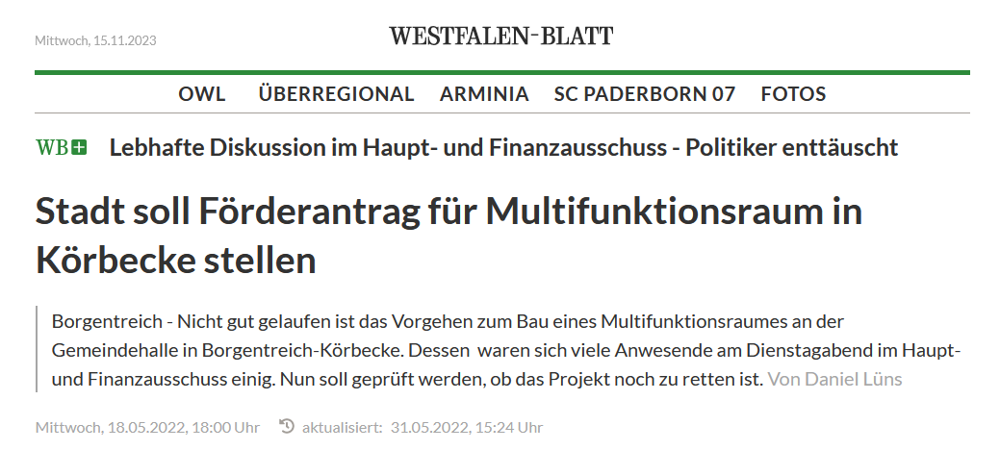 Mittwoch, 15.11.2023
WESTFALEN-BLATT
OWL ÜBERREGIONAL ARMINIA SC PADERBORN 07 FOTOS
WB+ Lebhafte Diskussion im Haupt- und Finanzausschuss - Politiker enttäuscht
Stadt soll Förderantrag für Multifunktionsraum in
Körbecke stellen
Borgentreich - Nicht gut gelaufen ist das Vorgehen zum Bau eines Multifunktionsraumes an der
Gemeindehalle in Borgentreich-Körbecke. Dessen waren sich viele Anwesende am Dienstagabend im Haupt-
und Finanzausschuss einig. Nun soll geprüft werden, ob das Projekt noch zu retten ist. Von Daniel Lüns
Mittwoch, 18.05.2022, 18:00 Uhr aktualisiert: 31.05.2022, 15:24 Uhr